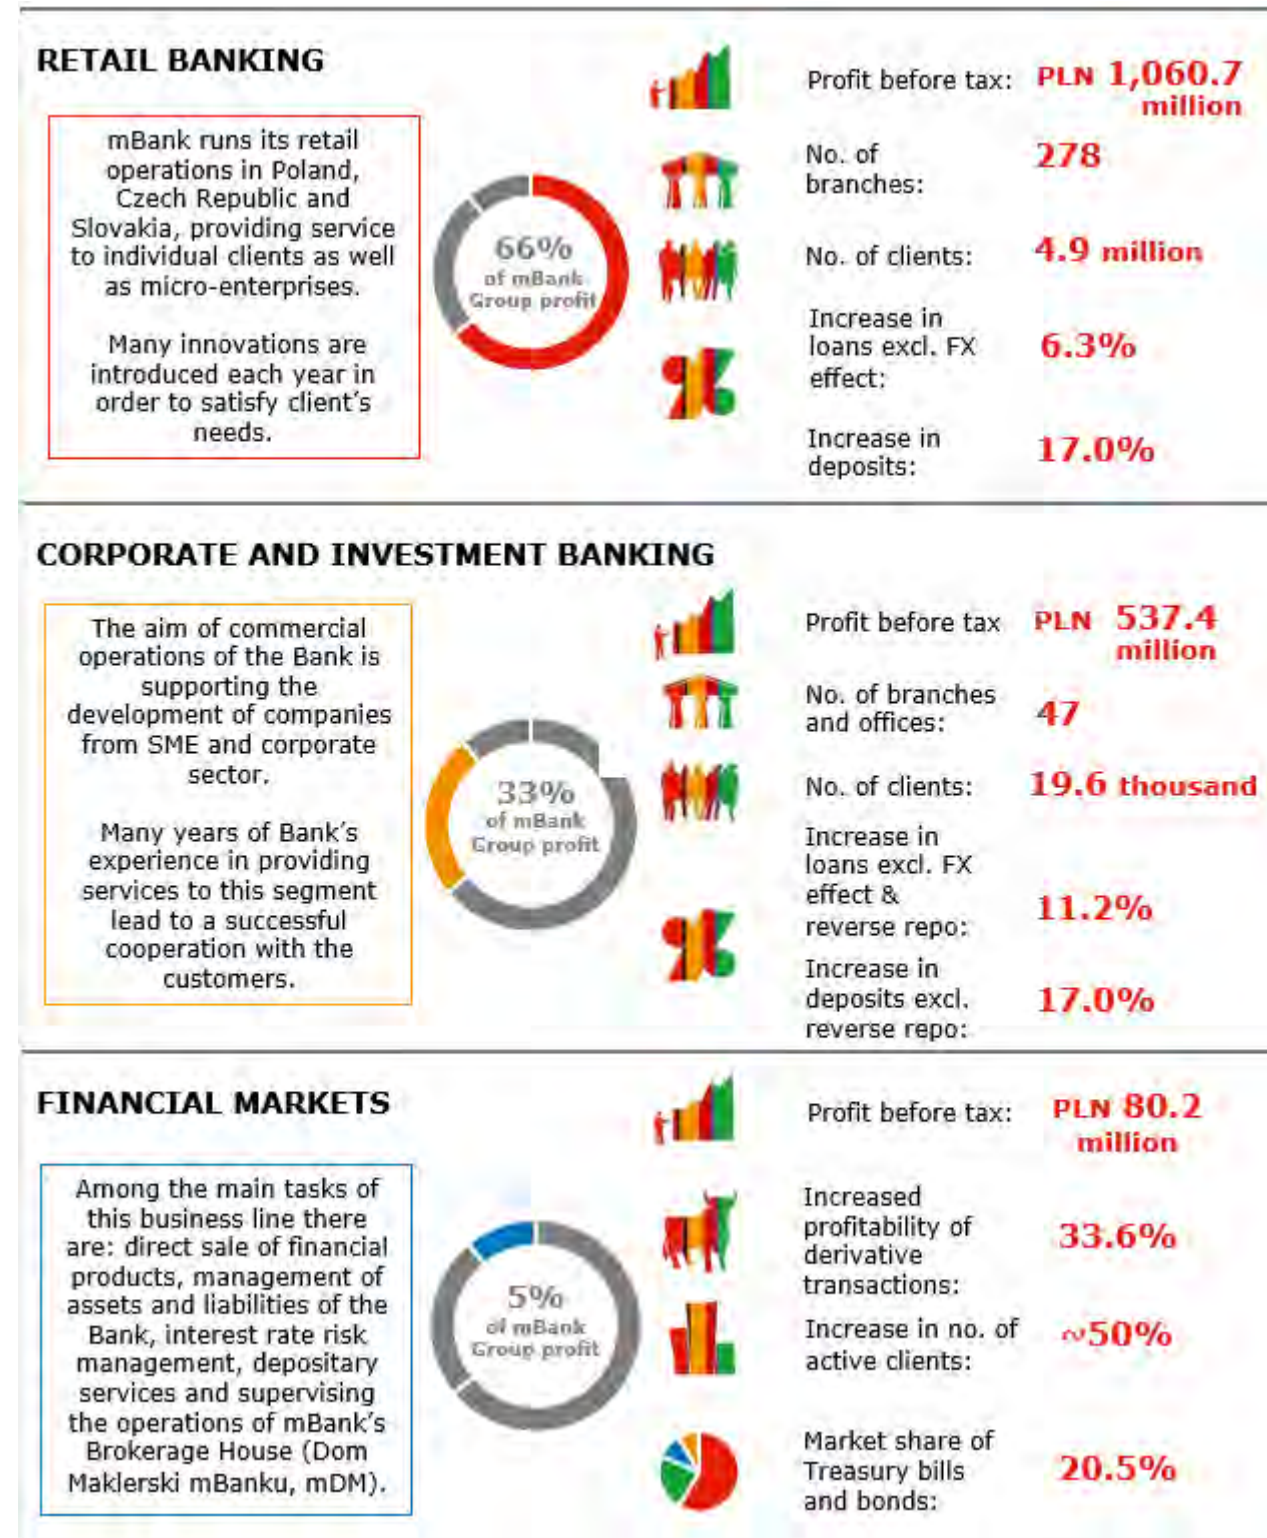 RETAIL BANKING
mBank runs its retail
operations in Poland,
Czech Republic and
Slovakia, providing service
to individual clients as well
as micro-enterprises.
Many innovations are
introduced each year in
order to satisfy client's
needs.
66%
of mBank
Group profit
Profit before tax: PLN 1,060.7
million
No. of
branches:
278
No. of clients: 4.9 million
Increase in
loans excl. FX
effect:
6.3%
Increase in
deposits:
17.0%
CORPORATE AND INVESTMENT BANKING
The aim of commercial
operations of the Bank is
supporting the
development of companies
from SME and corporate
sector.
Many years of Bank's
experience in providing
services to this segment
lead to a successful
cooperation with the
customers.
33%
of mBank
Group profit
Profit before tax PLN 537.4
million
No. of branches
and offices:
47
No. of clients: 19.6 thousand
Increase in
loans excl. FX
effect &
reverse repo:
11.2%
Increase in
deposits excl.
reverse repo:
17.0%
FINANCIAL MARKETS
Among the main tasks of
this business line there
are: direct sale of financial
products, management of
assets and liabilities of the
Bank, interest rate risk
management, depositary
services and supervising
the operations of mBank's
Brokerage House (Dom
Maklerski mBanku, mDM).
5%
of mBank
Group profit
Profit before tax: PLN 80.2
million
Increased
profitability of
derivative
transactions:
33.6%
Increase in no. of
active clients:
~50%
Market share of
Treasury bills
and bonds:
20.5%